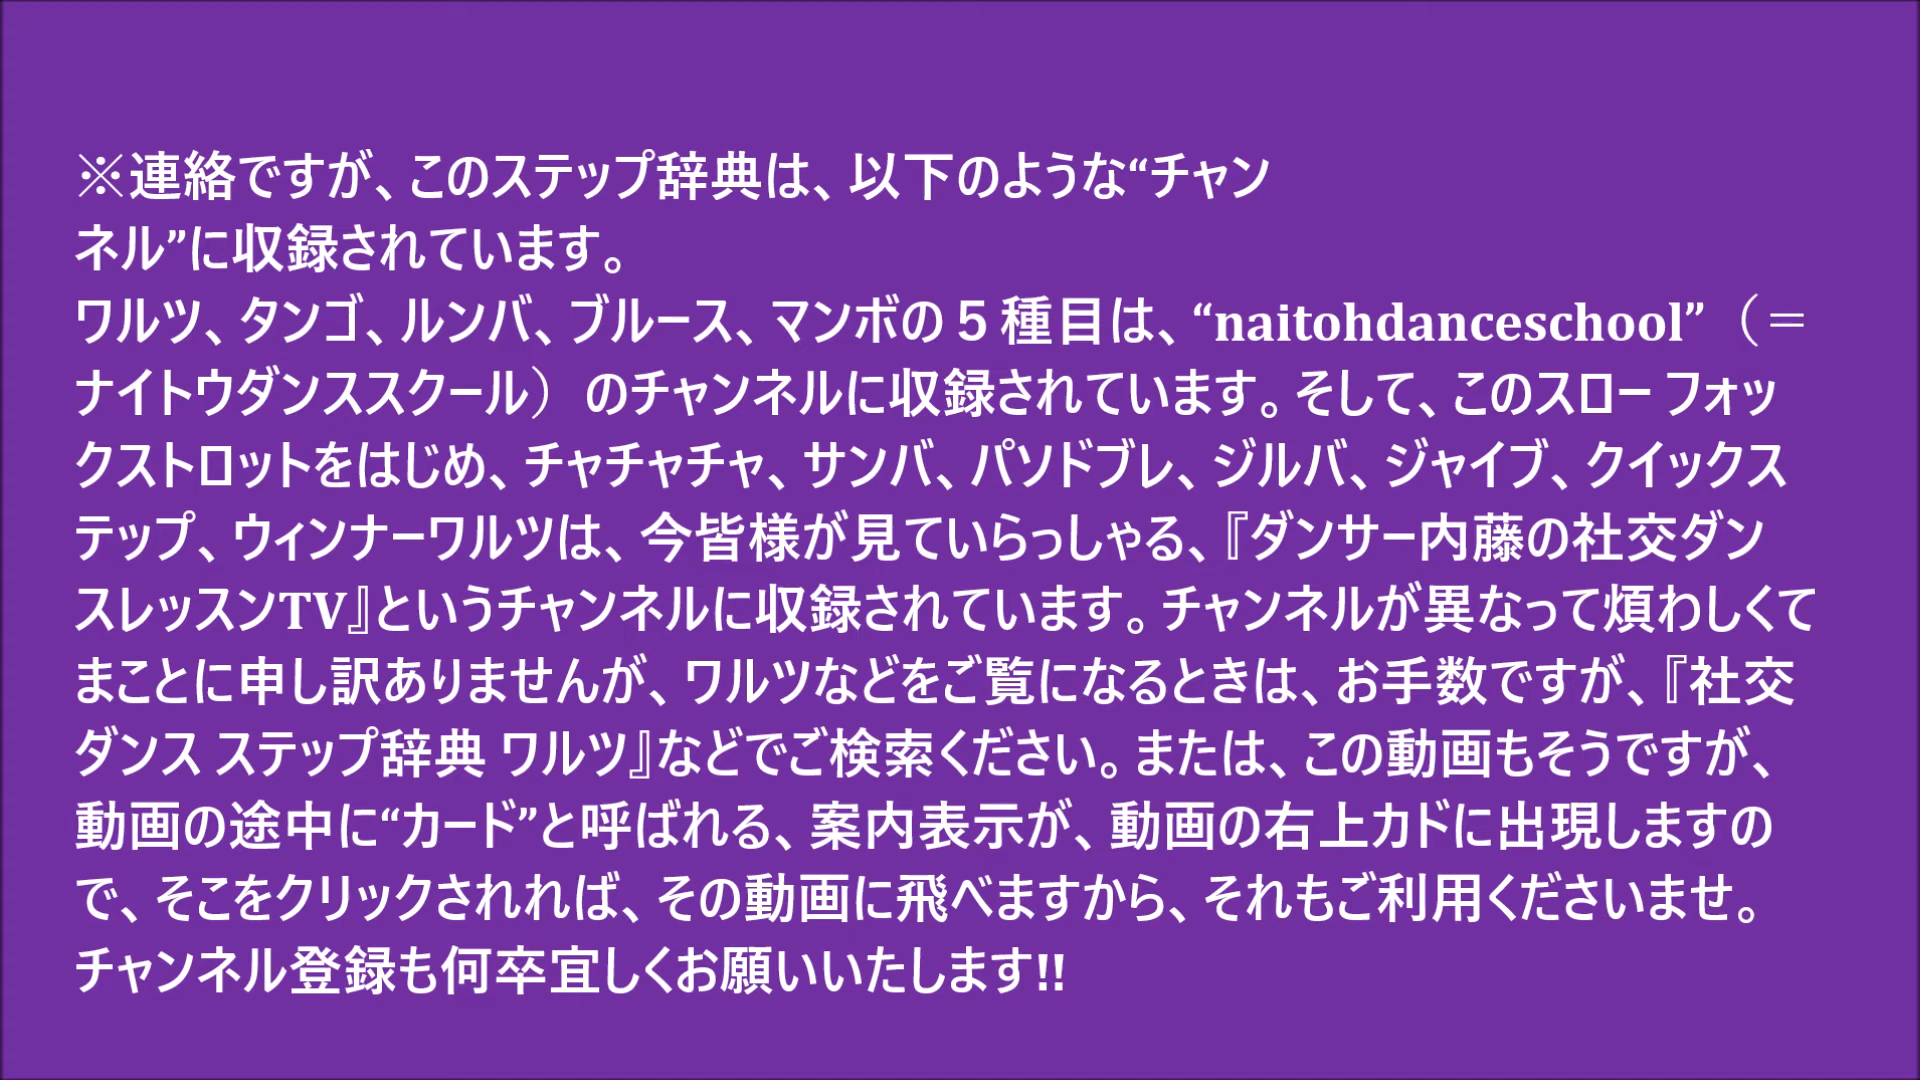 ※連絡ですが、このステップ辞典は、以下のような“チャン
ネル”に収録されています。
ワルツ、タンゴ、ルンバ、ブルース、マンボの５種目は、“naitohdanceschool”（＝
ナイトウダンススクール）のチャンネルに収録されています。そして、このスロー フォッ
クストロットをはじめ、チャチャチャ、サンバ、パソドブレ、ジルバ、ジャイブ、クイックス
テップ、ウィンナーワルツは、今皆様が見ていらっしゃる、『ダンサー内藤の社交ダン
スレッスンTV』というチャンネルに収録されています。チャンネルが異なって煩わしくて
まことに申し訳ありませんが、ワルツなどをご覧になるときは、お手数ですが、『社交
ダンス ステップ辞典 ワルツ』などでご検索ください。または、この動画もそうですが、
動画の途中に“カード”と呼ばれる、案内表示が、動画の右上カドに出現しますの
で、そこをクリックされれば、その動画に飛べますから、それもご利用くださいませ。
チャンネル登録も何卒宜しくお願いいたします!!